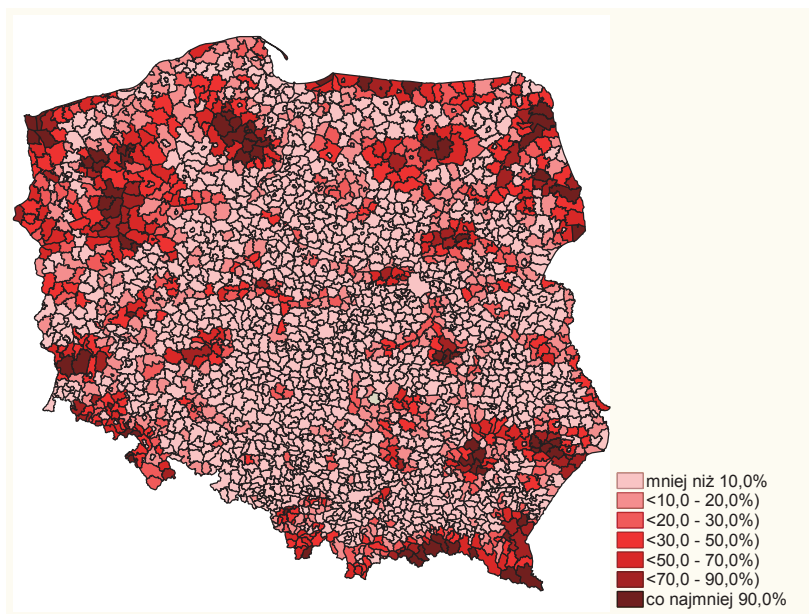 mniej niż 10,0%
<10,0 - 20,0%)
<20,0 - 30,0%)
<30,0 - 50,0%)
<50,0 - 70,0%)
<70,0 - 90,0%)
co najmniej 90,0%